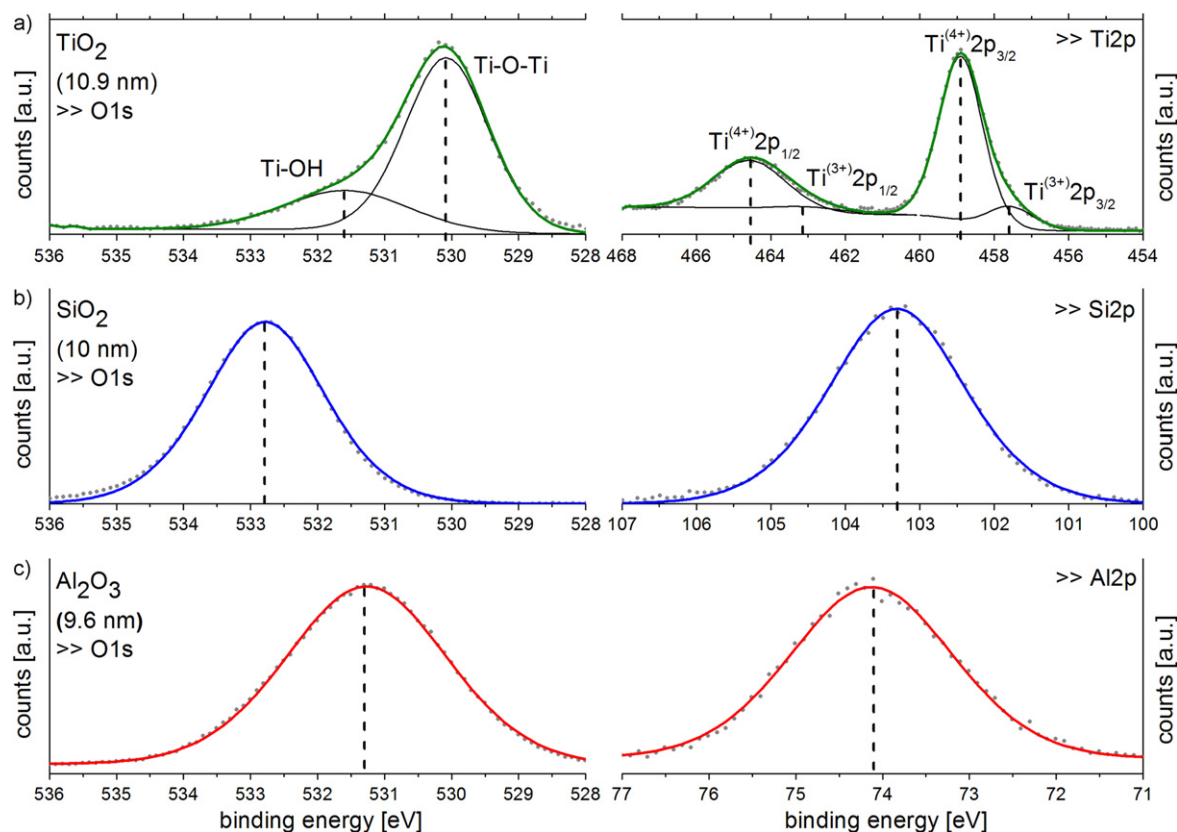 a)
TiO2
(10.9 nm)
>> O1s
Ti-O-Ti
Ti-OH
counts [a.u.]
536 535 534 533 532 531 530 529 528
>> Ti2p
Ti(4+)2p3/2
Ti(4+)2p1/2
Ti(3+)2p1/2
Ti(3+)2p3/2
counts [a.u.]
468 466 464 462 460 458 456 454
b)
SiO2
(10 nm)
>> O1s
counts [a.u.]
536 535 534 533 532 531 530 529 528
>> Si2p
counts [a.u.]
107 106 105 104 103 102 101 100
c)
Al2O3
(9.6 nm)
>> O1s
counts [a.u.]
536 535 534 533 532 531 530 529 528
binding energy [eV]
>> Al2p
counts [a.u.]
77 76 75 74 73 72 71
binding energy [eV]